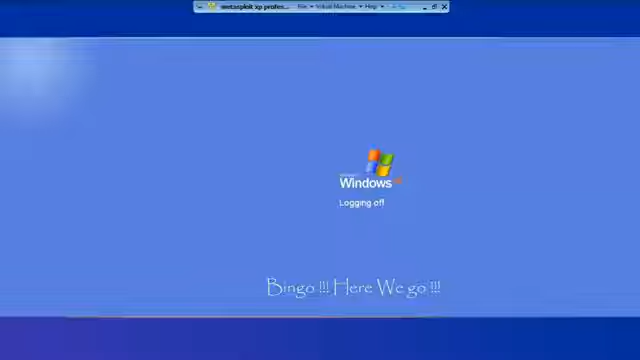 metasploit xp profes...
File Virtual Machine Help
Windows
Logging off
Bingo !!! Here We go !!!